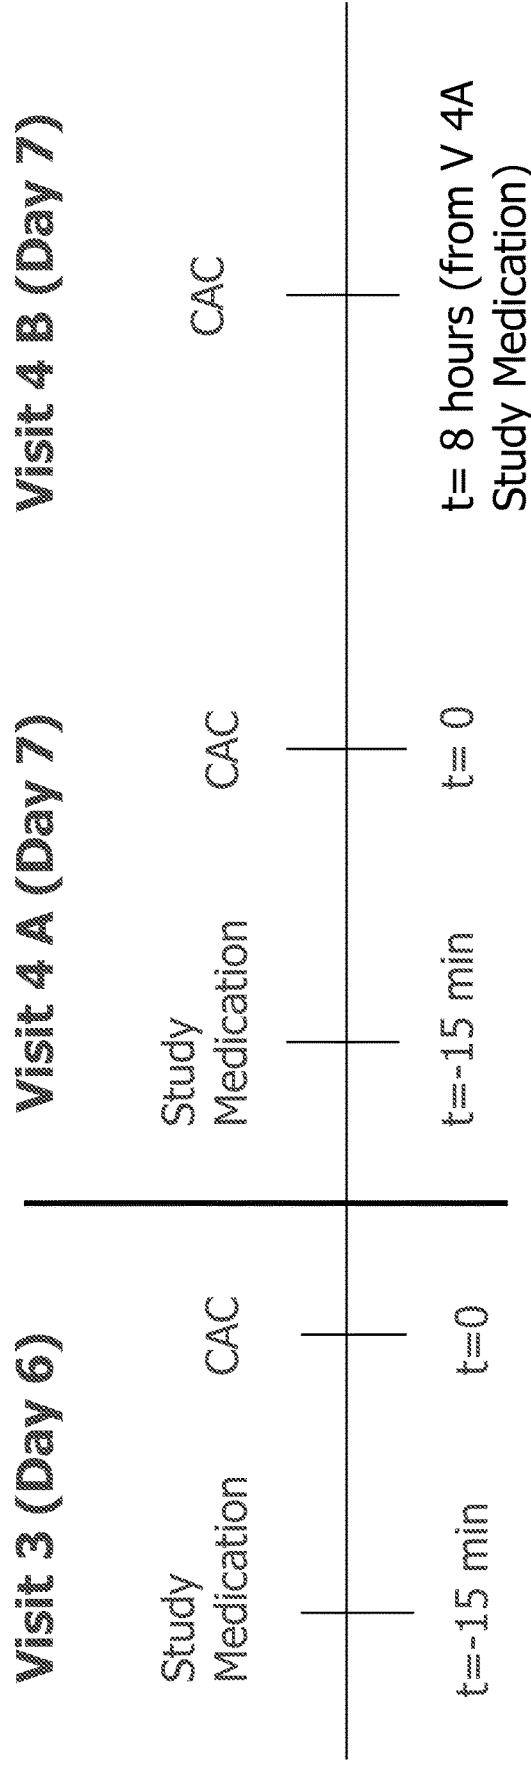 Visit 3 (Day 6)
Visit 4 A (Day 7)
Visit 4 B (Day 7)
Study
Medication
CAC
Study
Medication
CAC
CAC
t=-15 min
t=0
t=-15 min
t= 0
t= 8 hours (from V 4A
Study Medication)